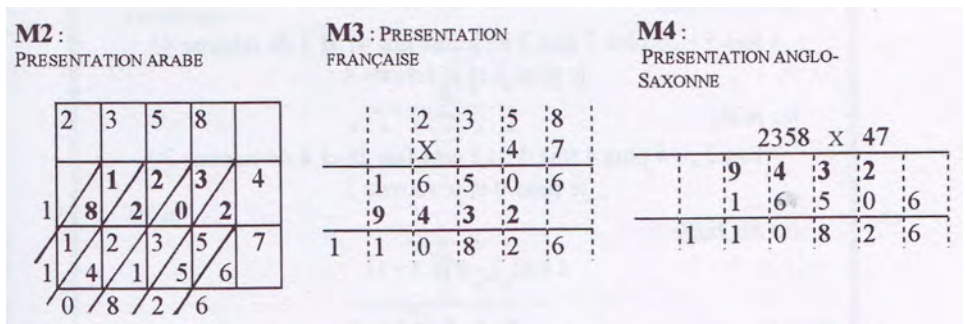 M2 :
PRESENTATION ARABE
2 3 5 8
1 2 3 4
1 8 2 0 2
1 2 3 5 7
1 4 1 5 6
0 8 2 6
M3 : PRESENTATION
FRANÇAISE
2 3 5 8
X 4 7
1 6 5 0 6
9 4 3 2
1 1 0 8 2 6
M4 :
PRESENTATION ANGLO-
SAXONNE
2358 X 47
9 4 3 2
1 6 5 0 6
1 1 0 8 2 6